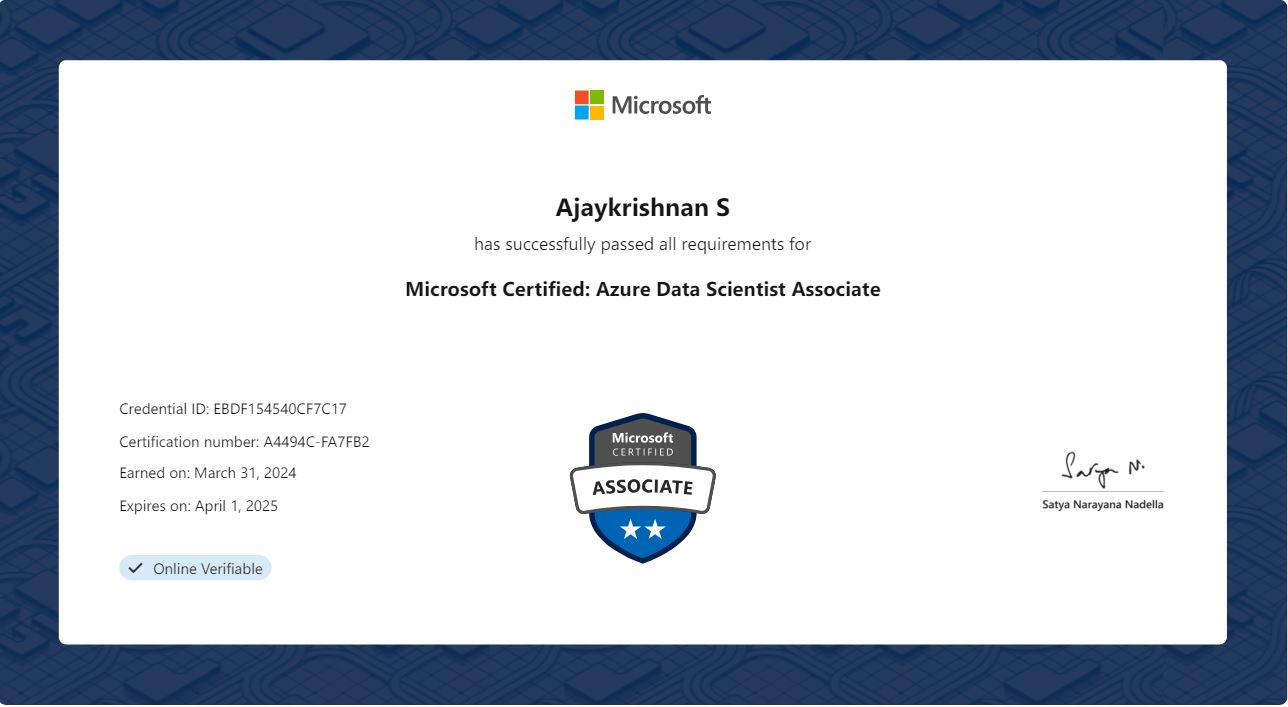 Microsoft
Ajaykrishnan S
has successfully passed all requirements for
Microsoft Certified: Azure Data Scientist Associate
Credential ID: EBDF154540CF7C17
Certification number: A4494C-FA7FB2
Earned on: March 31, 2024
Expires on: April 1, 2025
Online Verifiable
Microsoft
CERTIFIED
ASSOCIATE
Satya N.
Satya Narayana Nadella